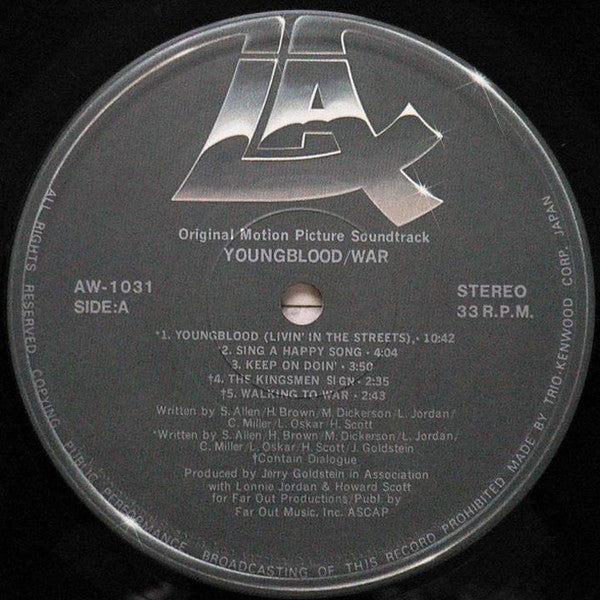 LAX
Original Motion Picture Soundtrack
YOUNGBLOOD/WAR
AW-1031
SIDE:A
STEREO
33 R.P.M.
*1. YOUNGBLOOD (LIVIN' IN THE STREETS), • 10:42
*2. SING A HAPPY SONG • 4:04
3. KEEP ON DOIN' • 3:50
†4. THE KINGSMEN SIGN • 2:35
†5. WALKING TO WAR • 2:43
Written by S. Allen/H. Brown/M. Dickerson/L. Jordan/
C. Miller/L. Oskar/H. Scott
*Written by S. Allen/H. Brown/M. Dickerson/L. Jordan/
C. Miller/L. Oskar/H. Scott/J. Goldstein
†Contain Dialogue
Produced by Jerry Goldstein in Association
with Lonnie Jordan & Howard Scott
for Far Out Productions/Publ. by
Far Out Music, Inc. ASCAP
ALL RIGHTS RESERVED. COPYING, PUBLIC PERFORMANCE, BROADCASTING OF THIS RECORD PROHIBITED MADE BY TRIO-KENWOOD CORP. JAPAN